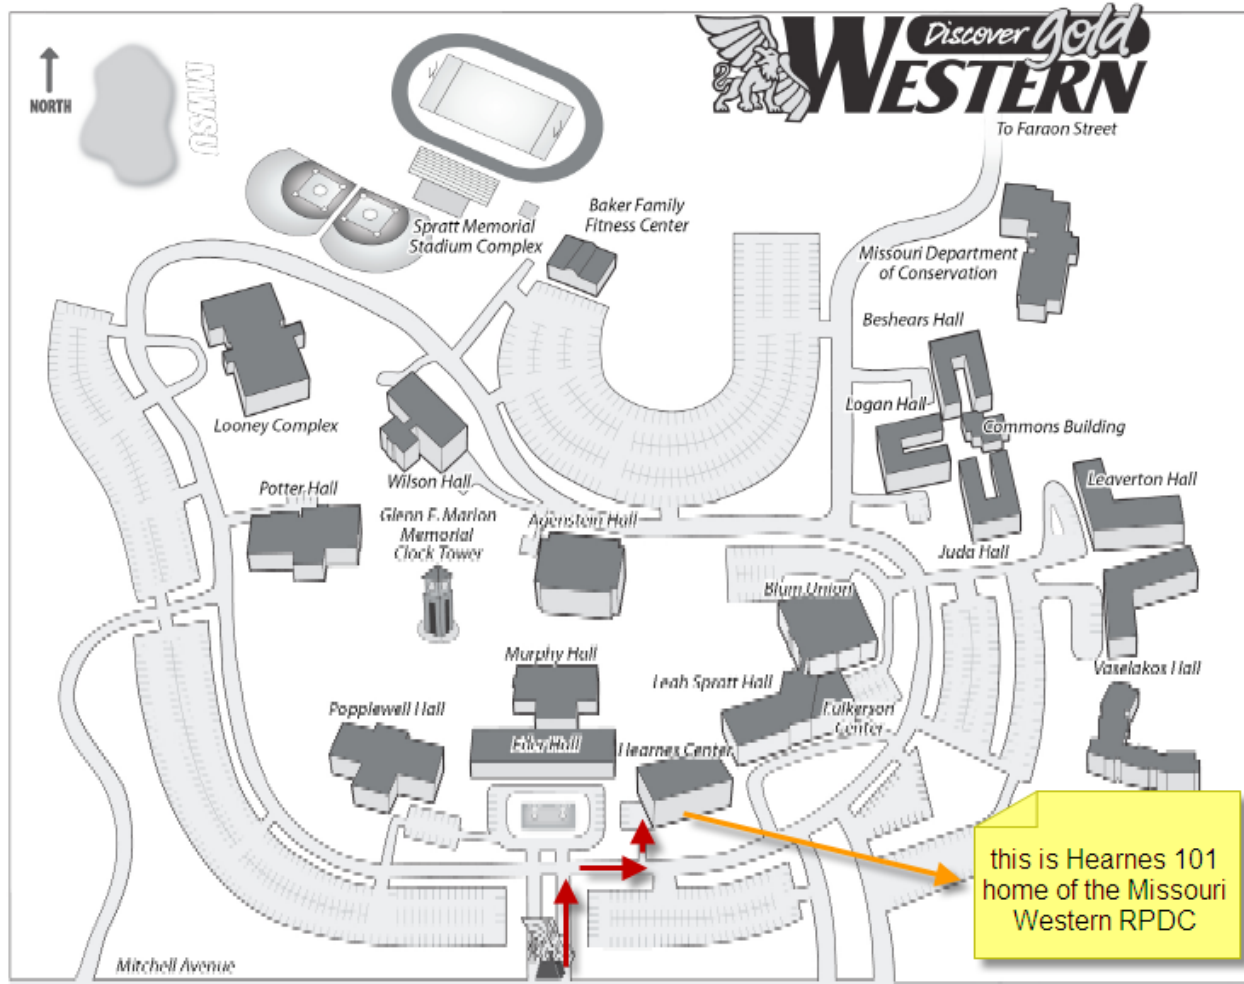 Discover gold
WESTERN
NORTH
MWSU
To Faraon Street
Baker Family
Fitness Center
Spratt Memorial
Stadium Complex
Missouri Department
of Conservation
Beshears Hall
Logan Hall
Commons Building
Looney Complex
Wilson Hall
Potter Hall
Leaverton Hall
Glenn E. Marion
Memorial
Clock Tower
Agenstein Hall
Juda Hall
Blum Union
Murphy Hall
Leah Spratt Hall
Vaselakos Hall
Popplewell Hall
Fulkerson
Center
Eder Hall
Hearnes Center
this is Hearnes 101
home of the Missouri
Western RPDC
Mitchell Avenue